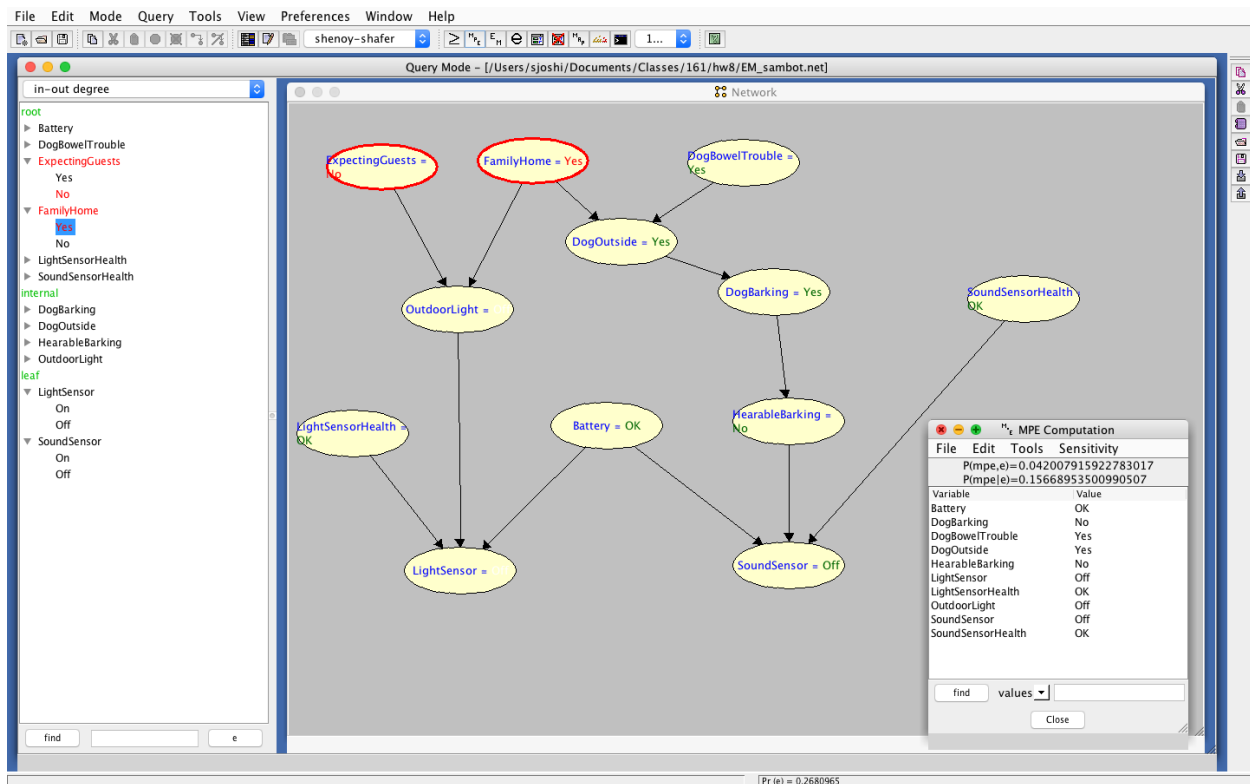 File Edit Mode Query Tools View Preferences Window Help
shenoy-shafer 1...
Query Mode – [/Users/sjoshi/Documents/Classes/161/hw8/EM_sambot.net]
in-out degree
root
Battery
DogBowelTrouble
ExpectingGuests
Yes
No
FamilyHome
Yes
No
LightSensorHealth
SoundSensorHealth
internal
DogBarking
DogOutside
HearableBarking
OutdoorLight
leaf
LightSensor
On
Off
SoundSensor
On
Off
find
e
Network
ExpectingGuests =
No
FamilyHome = Yes
DogBowelTrouble =
Yes
DogOutside = Yes
DogBarking = Yes
SoundSensorHealth =
OK
OutdoorLight =
LightSensorHealth =
OK
Battery = OK
HearableBarking =
No
LightSensor =
SoundSensor = Off
MPE Computation
File Edit Tools Sensitivity
P(mpe,e)=0.042007915922783017
P(mpe|e)=0.15668953500990507
Variable Value
Battery OK
DogBarking No
DogBowelTrouble Yes
DogOutside Yes
HearableBarking No
LightSensor Off
LightSensorHealth OK
OutdoorLight Off
SoundSensor Off
SoundSensorHealth OK
find values
Close
Pr (e) = 0.2680965